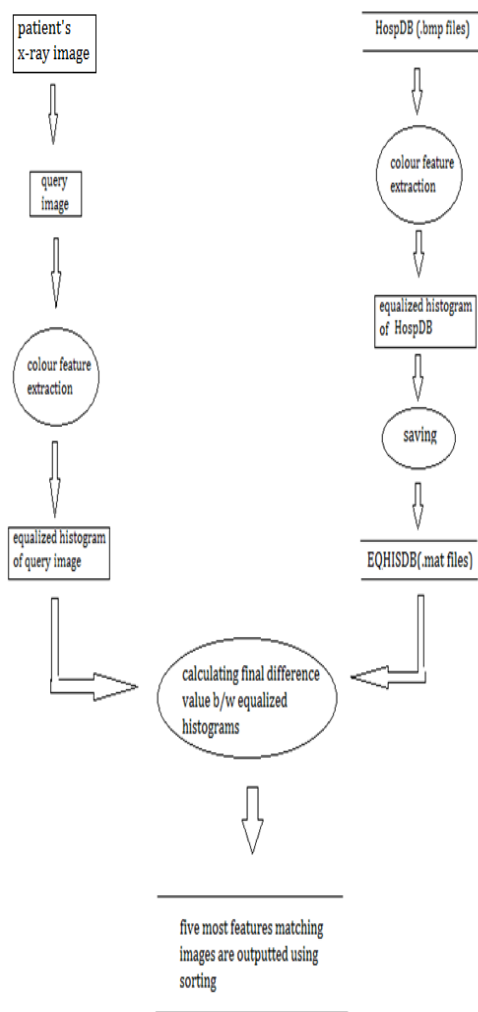 patient's
x-ray image
query
image
colour feature
extraction
equalized histogram
of query image
HospDB (.bmp files)
colour feature
extraction
equalized histogram
of HospDB
saving
EQHISDB(.mat files)
calculating final difference
value b/w equalized
histograms
five most features matching
images are outputted using
sorting